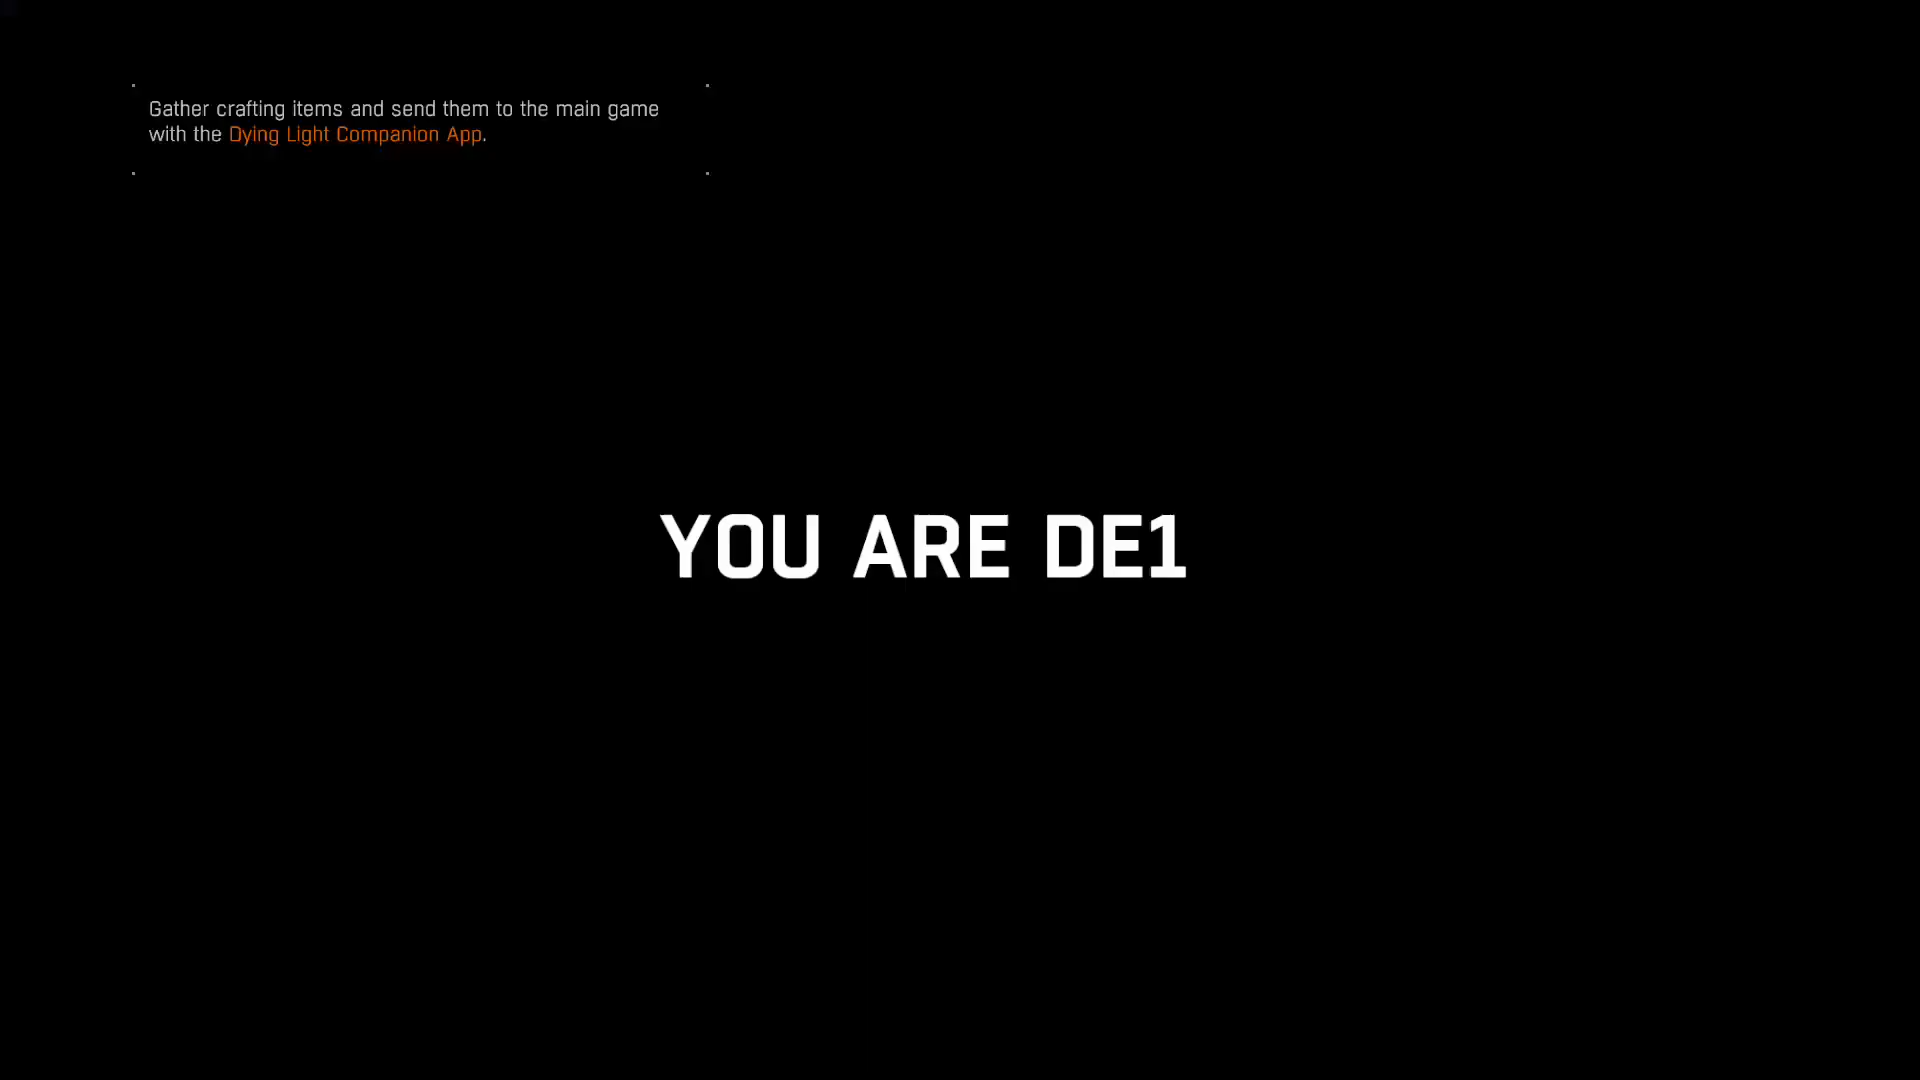 Gather crafting items and send them to the main game
with the Dying Light Companion App.
YOU ARE DE1